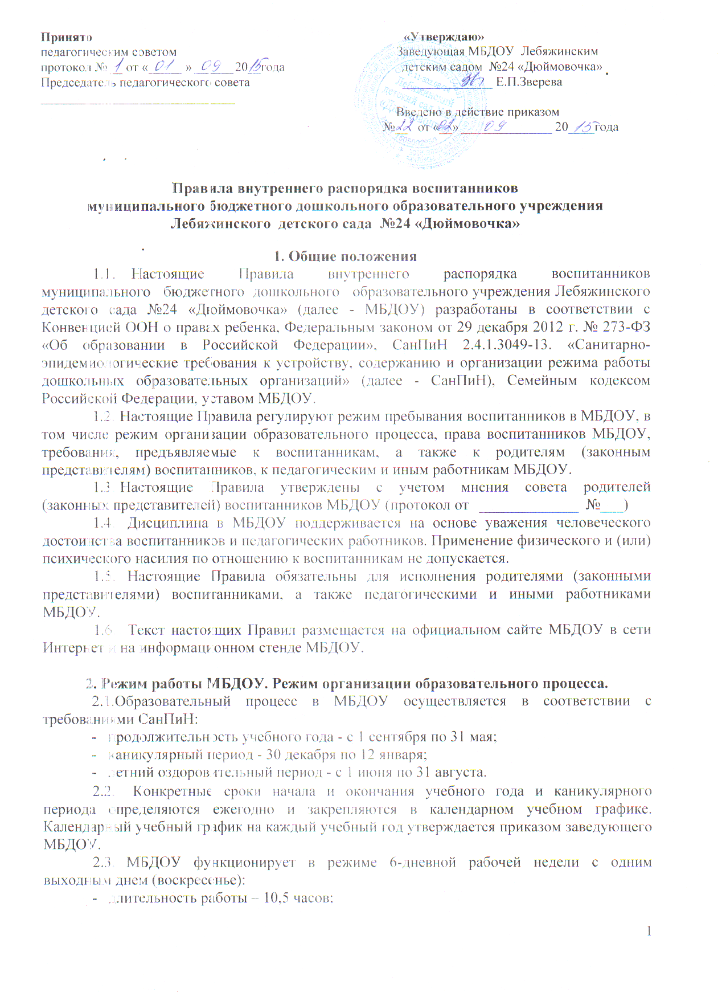 Принято
педагогическим советом
протокол № 1 от « 01 » 09 2015года
Председатель педагогического совета
«Утверждаю»
Заведующая МБДОУ Лебяжинским
детским садом №24 «Дюймовочка»
Е.П.Зверева
Введено в действие приказом
№22 от «02» 09 2015года
Правила внутреннего распорядка воспитанников
муниципального бюджетного дошкольного образовательного учреждения
Лебяжинского детского сада №24 «Дюймовочка»
1. Общие положения
1.1. Настоящие Правила внутреннего распорядка воспитанников
муниципального бюджетного дошкольного образовательного учреждения Лебяжинского
детского сада №24 «Дюймовочка» (далее - МБДОУ) разработаны в соответствии с
Конвенцией ООН о правах ребенка, Федеральным законом от 29 декабря 2012 г. № 273-ФЗ
«Об образовании в Российской Федерации», СанПиН 2.4.1.3049-13. «Санитарно-
эпидемиологические требования к устройству, содержанию и организации режима работы
дошкольных образовательных организаций» (далее - СанПиН), Семейным кодексом
Российской Федерации, уставом МБДОУ.
1.2. Настоящие Правила регулируют режим пребывания воспитанников в МБДОУ, в
том числе режим организации образовательного процесса, права воспитанников МБДОУ,
требования, предъявляемые к воспитанникам, а также к родителям (законным
представителям) воспитанников, к педагогическим и иным работникам МБДОУ.
1.3 Настоящие Правила утверждены с учетом мнения совета родителей
(законных представителей) воспитанников МБДОУ (протокол от _____________ №___)
1.4 Дисциплина в МБДОУ поддерживается на основе уважения человеческого
достоинства воспитанников и педагогических работников. Применение физического и (или)
психического насилия по отношению к воспитанникам не допускается.
1.5. Настоящие Правила обязательны для исполнения родителями (законными
представителями) воспитанниками, а также педагогическими и иными работниками
МБДОУ.
1.6 Текст настоящих Правил размещается на официальном сайте МБДОУ в сети
Интернет и на информационном стенде МБДОУ.
2. Режим работы МБДОУ. Режим организации образовательного процесса.
2.1.Образовательный процесс в МБДОУ осуществляется в соответствии с
требованиями СанПиН:
- продолжительность учебного года - с 1 сентября по 31 мая;
- каникулярный период - 30 декабря по 12 января;
- летний оздоровительный период - с 1 июня по 31 августа.
2.2. Конкретные сроки начала и окончания учебного года и каникулярного
периода определяются ежегодно и закрепляются в календарном учебном графике.
Календарный учебный график на каждый учебный год утверждается приказом заведующего
МБДОУ.
2.3. МБДОУ функционирует в режиме 6-дневной рабочей недели с одним
выходным днем (воскресенье):
- длительность работы – 10,5 часов;
1